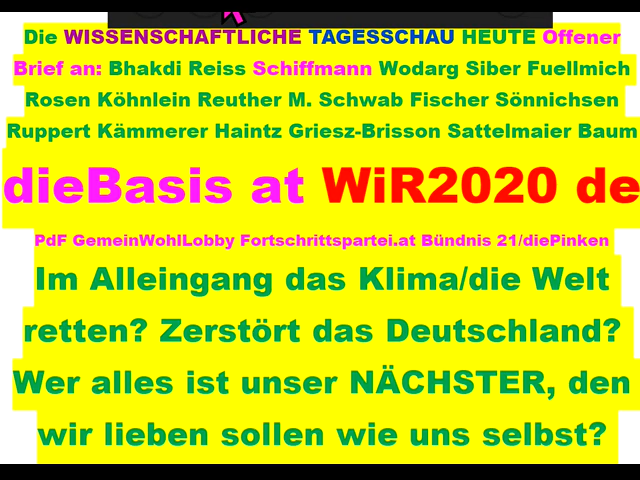 Die WISSENSCHAFTLICHE TAGESSCHAU HEUTE Offener
Brief an: Bhakdi Reiss Schiffmann Wodarg Siber Fuellmich
Rosen Köhnlein Reuther M. Schwab Fischer Sönnichsen
Ruppert Kämmerer Haintz Griesz-Brisson Sattelmaier Baum
dieBasis at WiR2020 de
PdF GemeinWohlLobby Fortschrittspartei.at Bündnis 21/diePinken
Im Alleingang das Klima/die Welt
retten? Zerstört das Deutschland?
Wer alles ist unser NÄCHSTER, den
wir lieben sollen wie uns selbst?